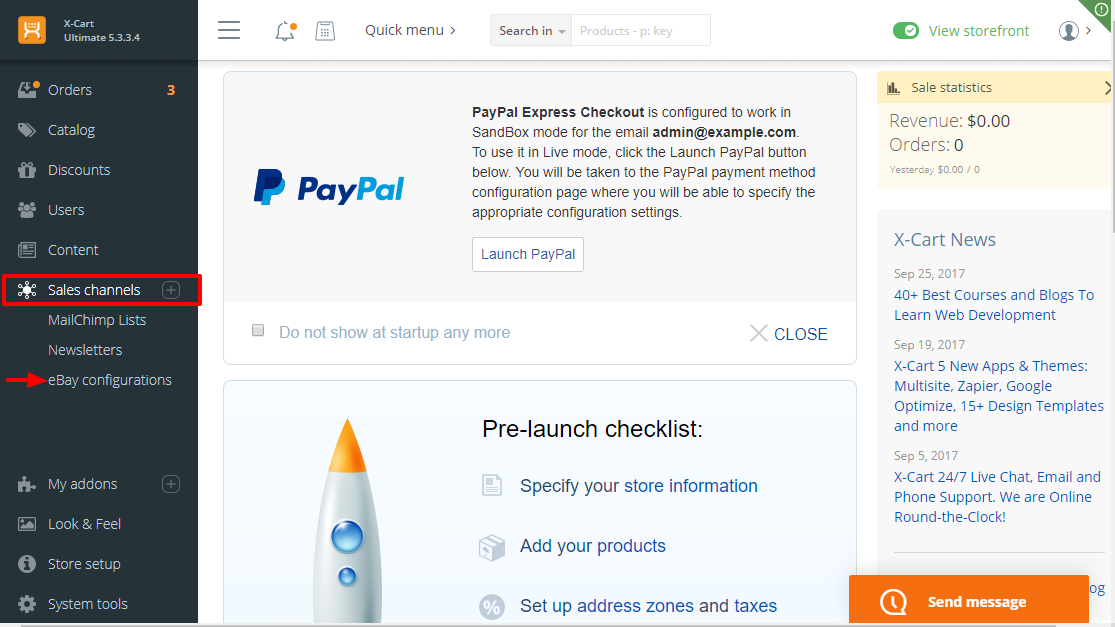 X-Cart
Ultimate 5.3.3.4
Quick menu
Search in
Products - p: key
View storefront
Orders 3
Catalog
Discounts
Users
Content
Sales channels
MailChimp Lists
Newsletters
eBay configurations
My addons
Look & Feel
Store setup
System tools
PayPal
PayPal Express Checkout is configured to work in
SandBox mode for the email admin@example.com.
To use it in Live mode, click the Launch PayPal button
below. You will be taken to the PayPal payment method
configuration page where you will be able to specify the
appropriate configuration settings.
Launch PayPal
Do not show at startup any more
CLOSE
Pre-launch checklist:
Specify your store information
Add your products
% Set up address zones and taxes
Sale statistics
Revenue: $0.00
Orders: 0
Yesterday $0.00 / 0
X-Cart News
Sep 25, 2017
40+ Best Courses and Blogs To
Learn Web Development
Sep 19, 2017
X-Cart 5 New Apps & Themes:
Multisite, Zapier, Google
Optimize, 15+ Design Templates
and more
Sep 5, 2017
X-Cart 24/7 Live Chat, Email and
Phone Support. We are Online
Round-the-Clock!
og
Send message